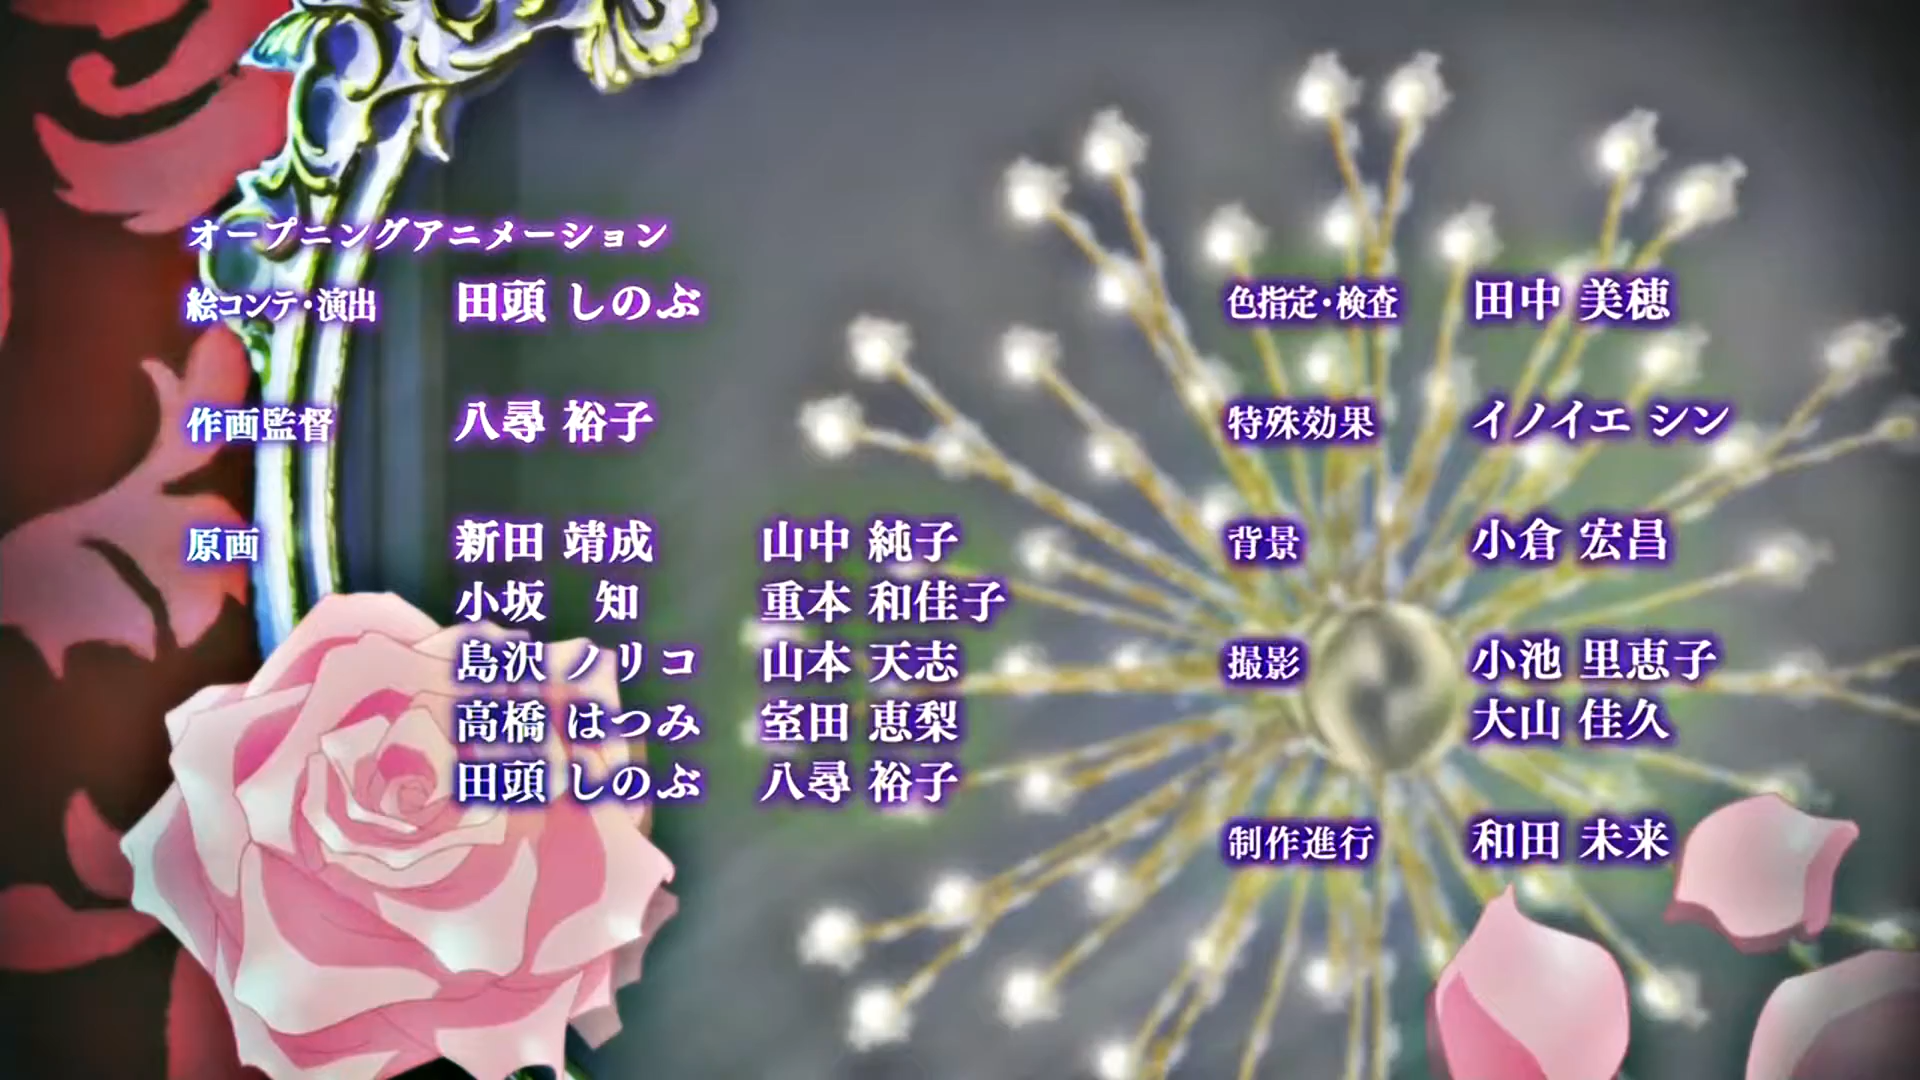 オープニングアニメーション
絵コンテ・演出 田頭 しのぶ
作画監督 八尋 裕子
原画 新田 靖成 山中 純子
小坂 知 重本 和佳子
島沢 ノリコ 山本 天志
高橋 はつみ 室田 恵梨
田頭 しのぶ 八尋 裕子
色指定・検査 田中 美穂
特殊効果 イノイエ シン
背景 小倉 宏昌
撮影 小池 里恵子
大山 佳久
制作進行 和田 未来